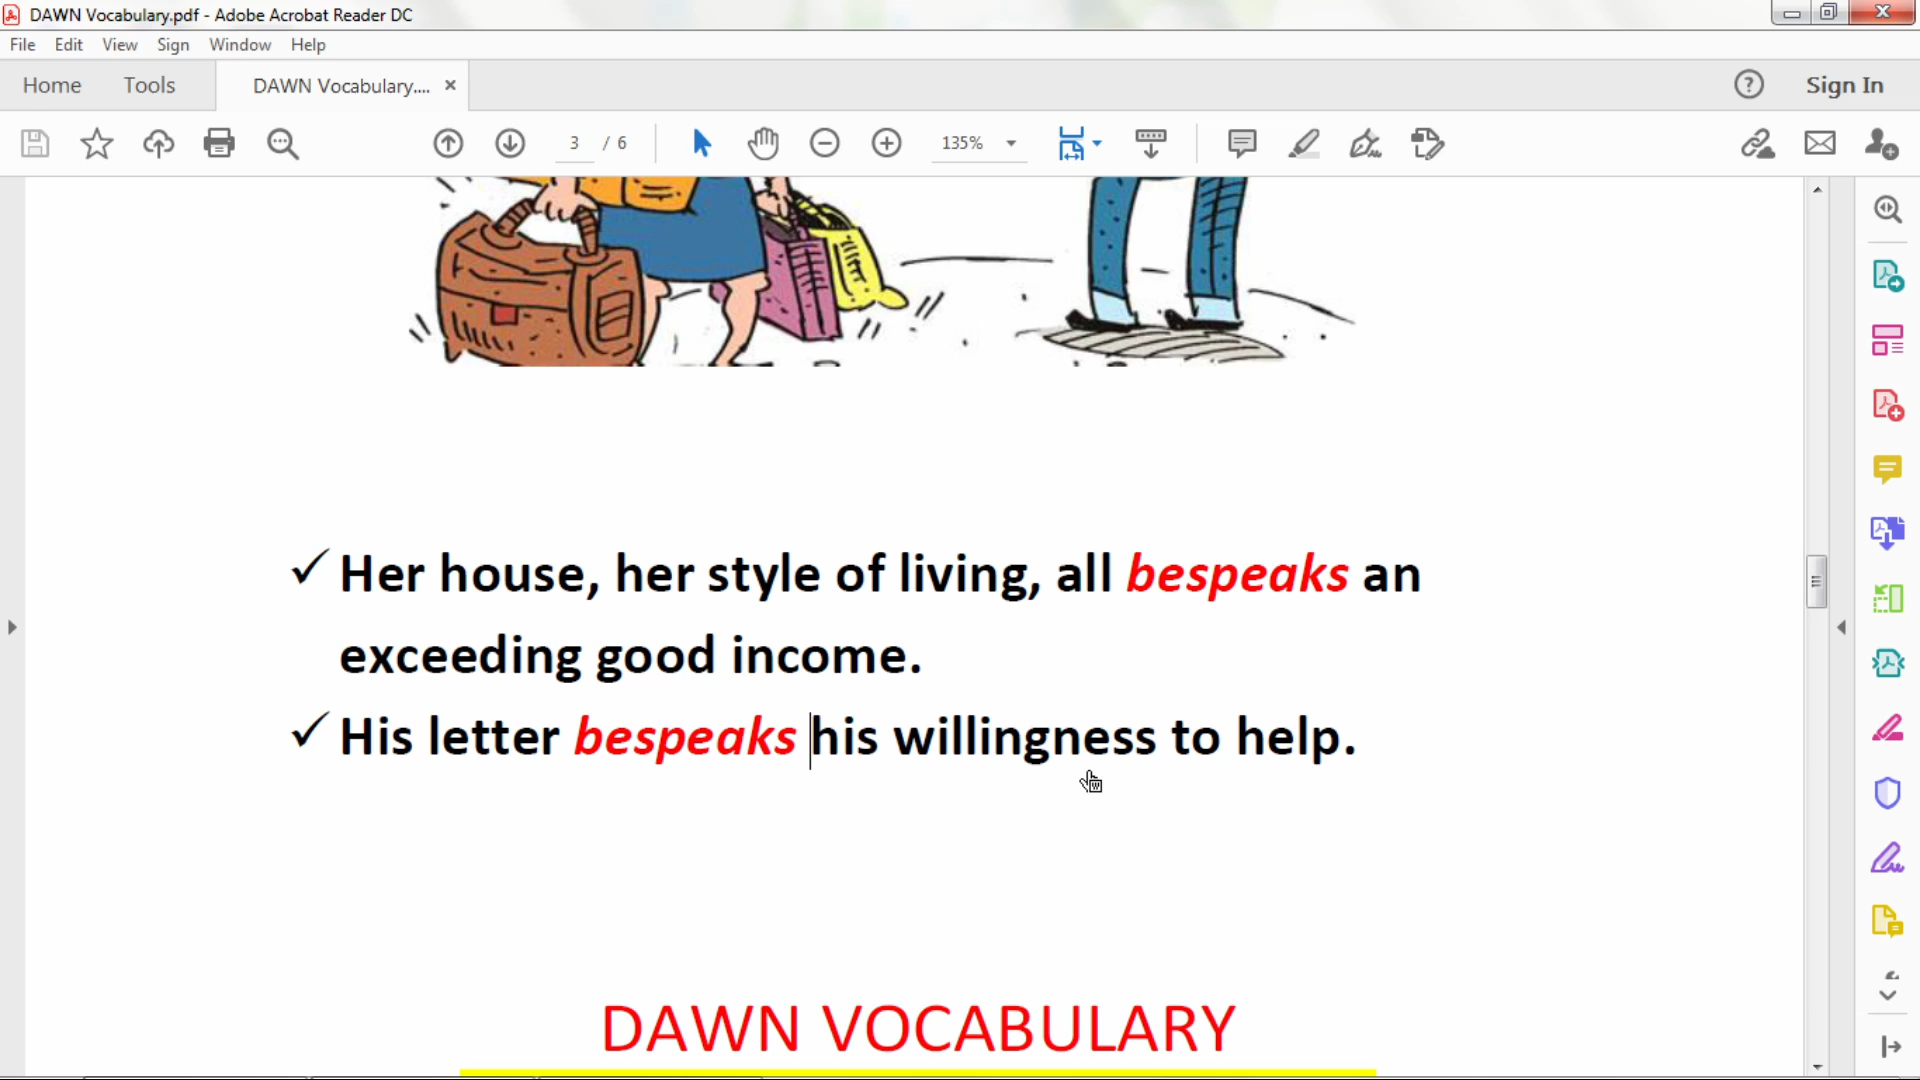 DAWN Vocabulary.pdf - Adobe Acrobat Reader DC
File Edit View Sign Window Help
Home Tools DAWN Vocabulary.... × ? Sign In
3 / 6 135%
✓ Her house, her style of living, all bespeaks an
exceeding good income.
✓ His letter bespeaks his willingness to help.
DAWN VOCABULARY